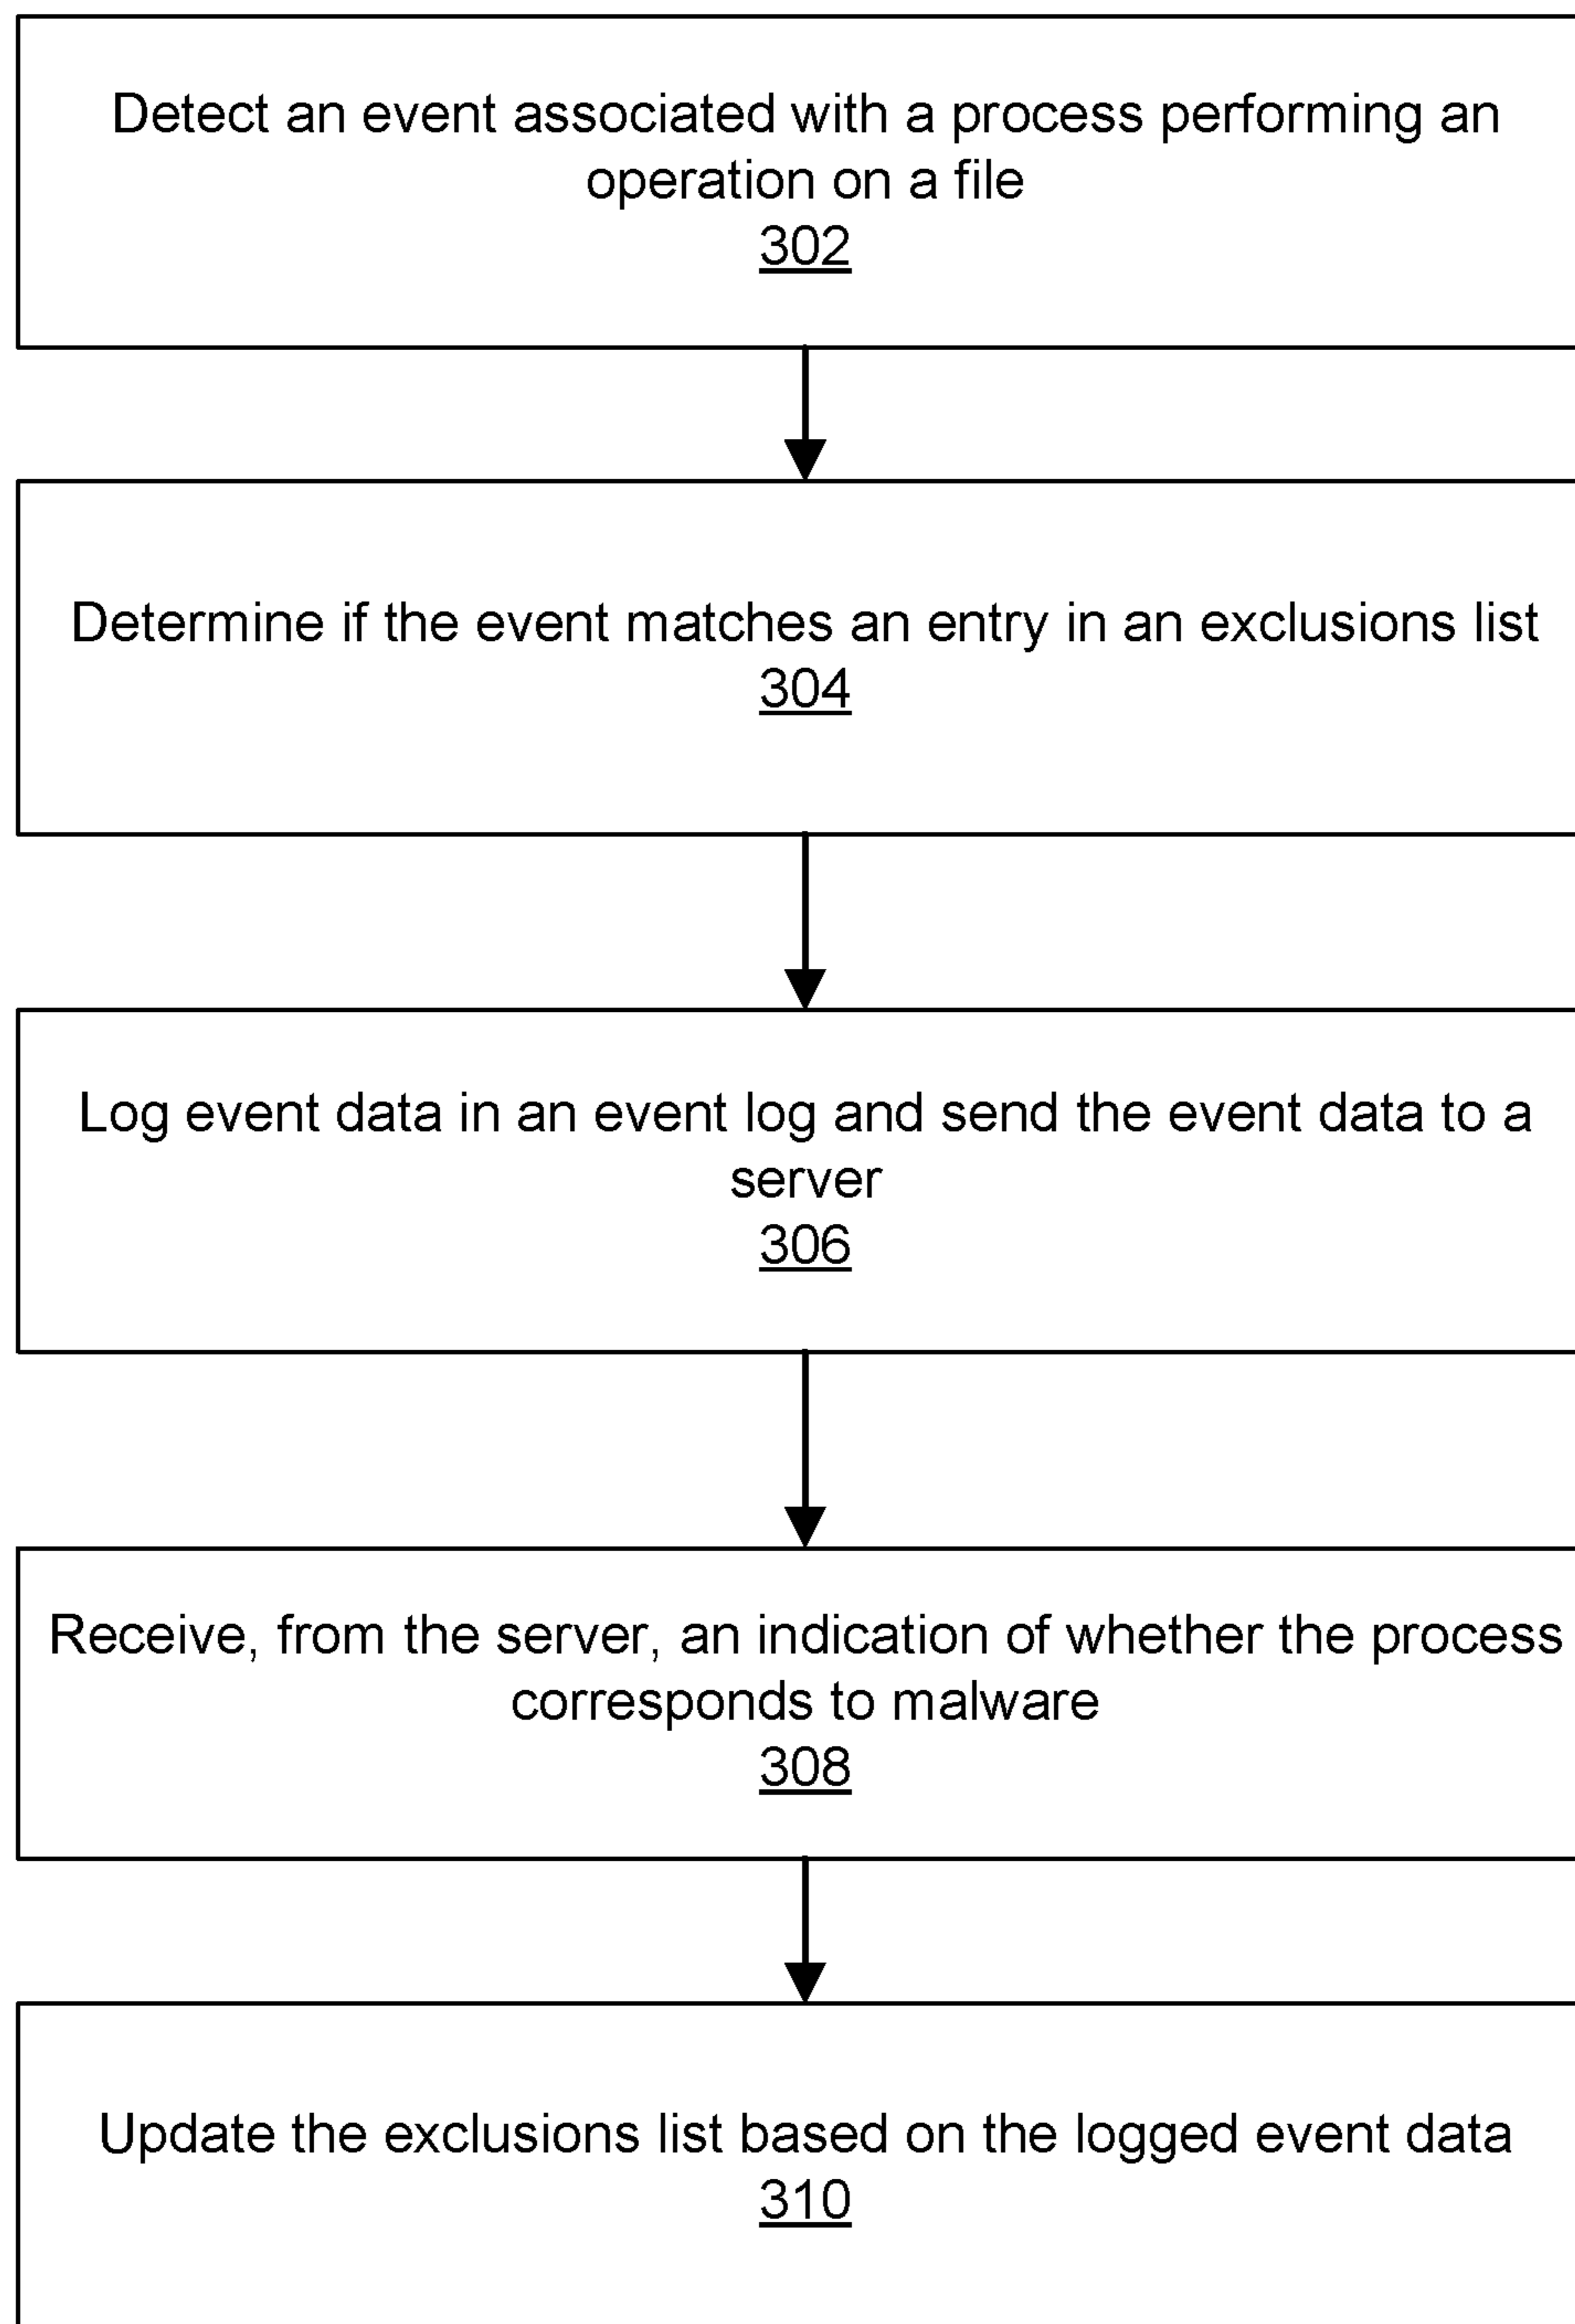 Detect an event associated with a process performing an
operation on a file
302
Determine if the event matches an entry in an exclusions list
304
Log event data in an event log and send the event data to a
server
306
Receive, from the server, an indication of whether the process
corresponds to malware
308
Update the exclusions list based on the logged event data
310